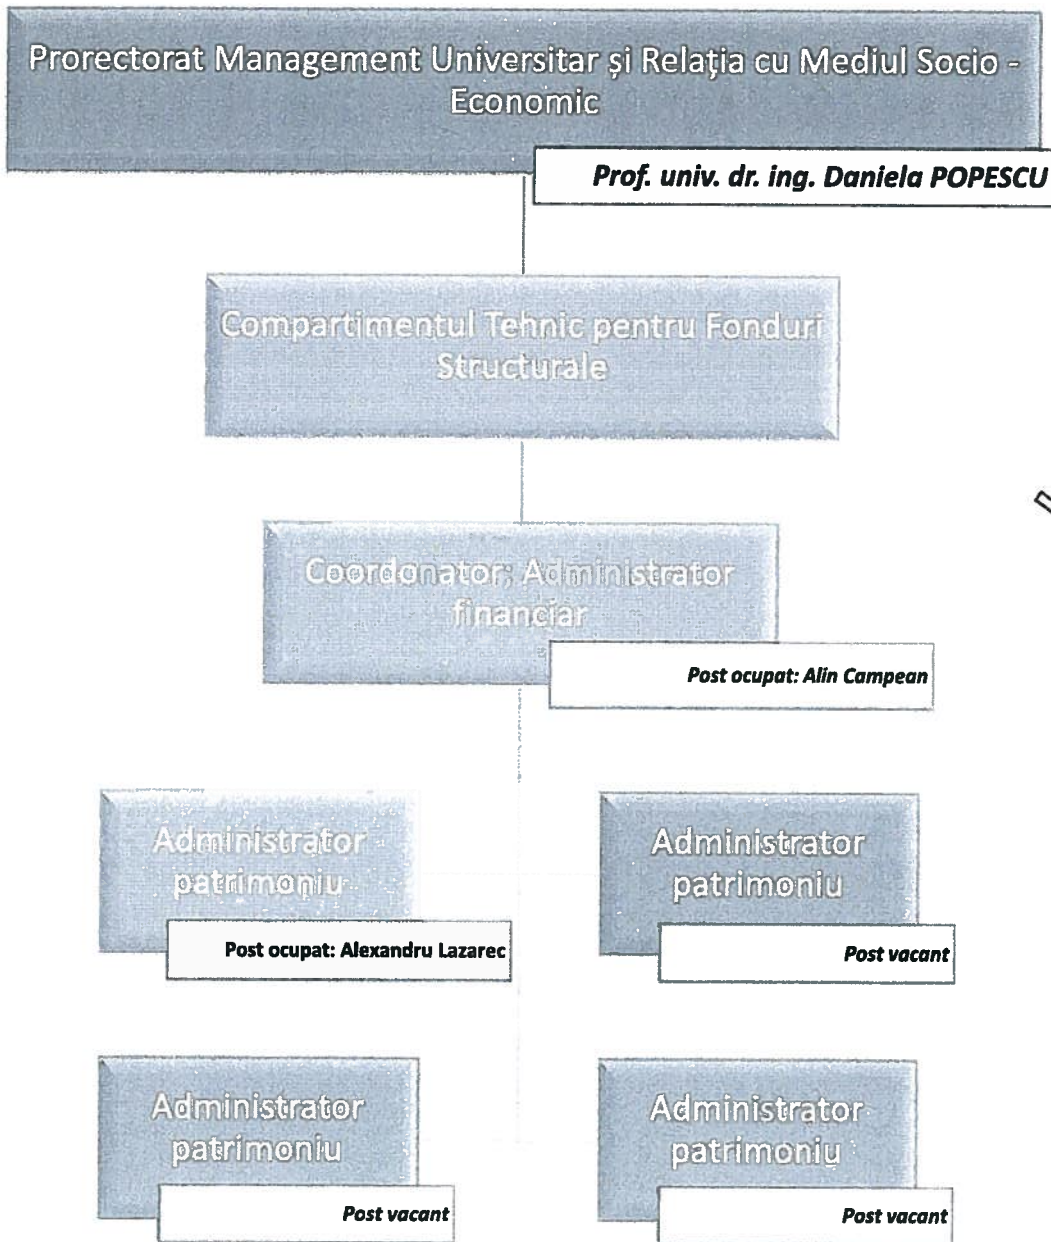 Prorectorat Management Universitar și Relația cu Mediul Socio -
Economic
Prof. univ. dr. ing. Daniela POPESCU
Compartimentul Tehnic pentru Fonduri
Structurale
Coordonator: Administrator
financiar
Post ocupat: Alin Campean
Administrator
patrimoniu
Post ocupat: Alexandru Lazarec
Administrator
patrimoniu
Post vacant
Administrator
patrimoniu
Post vacant
Administrator
patrimoniu
Post vacant